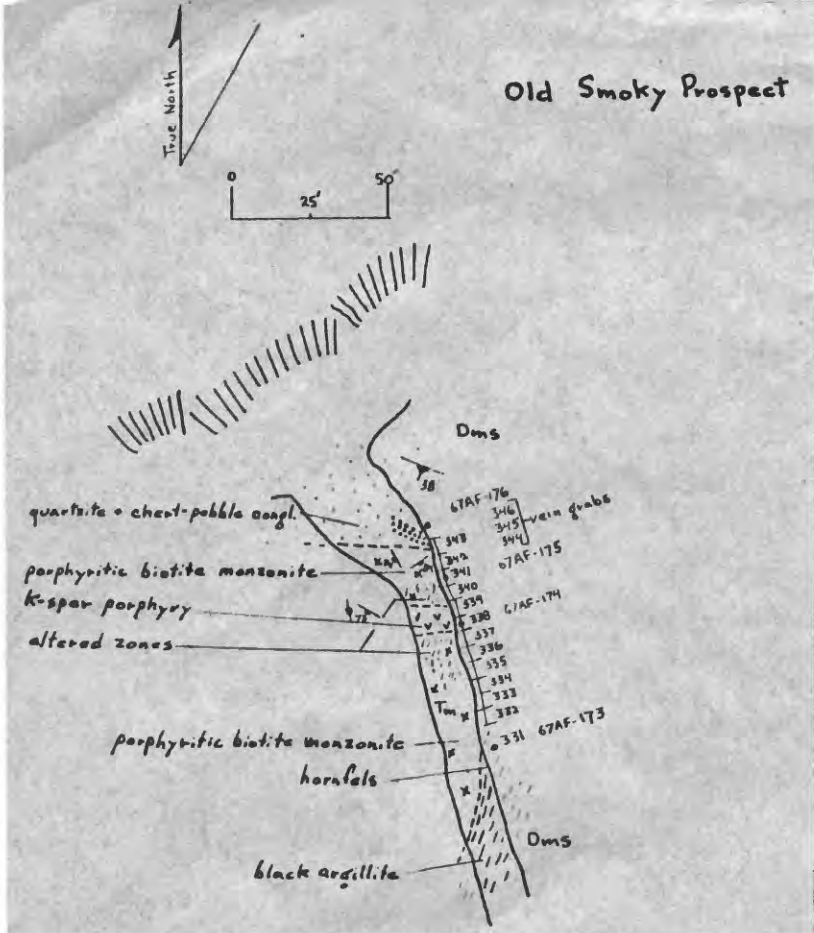 Old Smoky Prospect
True North
0 25' 50'
Dms
38
67AF-176
346
345
344
vein grabs
67AF-175
quartzite + chert-pebble congl.
343
342
341
340
339
338
337
336
335
334
333
332
67AF-174
porphyritic biotite monzonite
K-spar porphyry
75
altered zones
Tm
331 67AF-173
porphyritic biotite monzonite
hornfels
Dms
black argillite